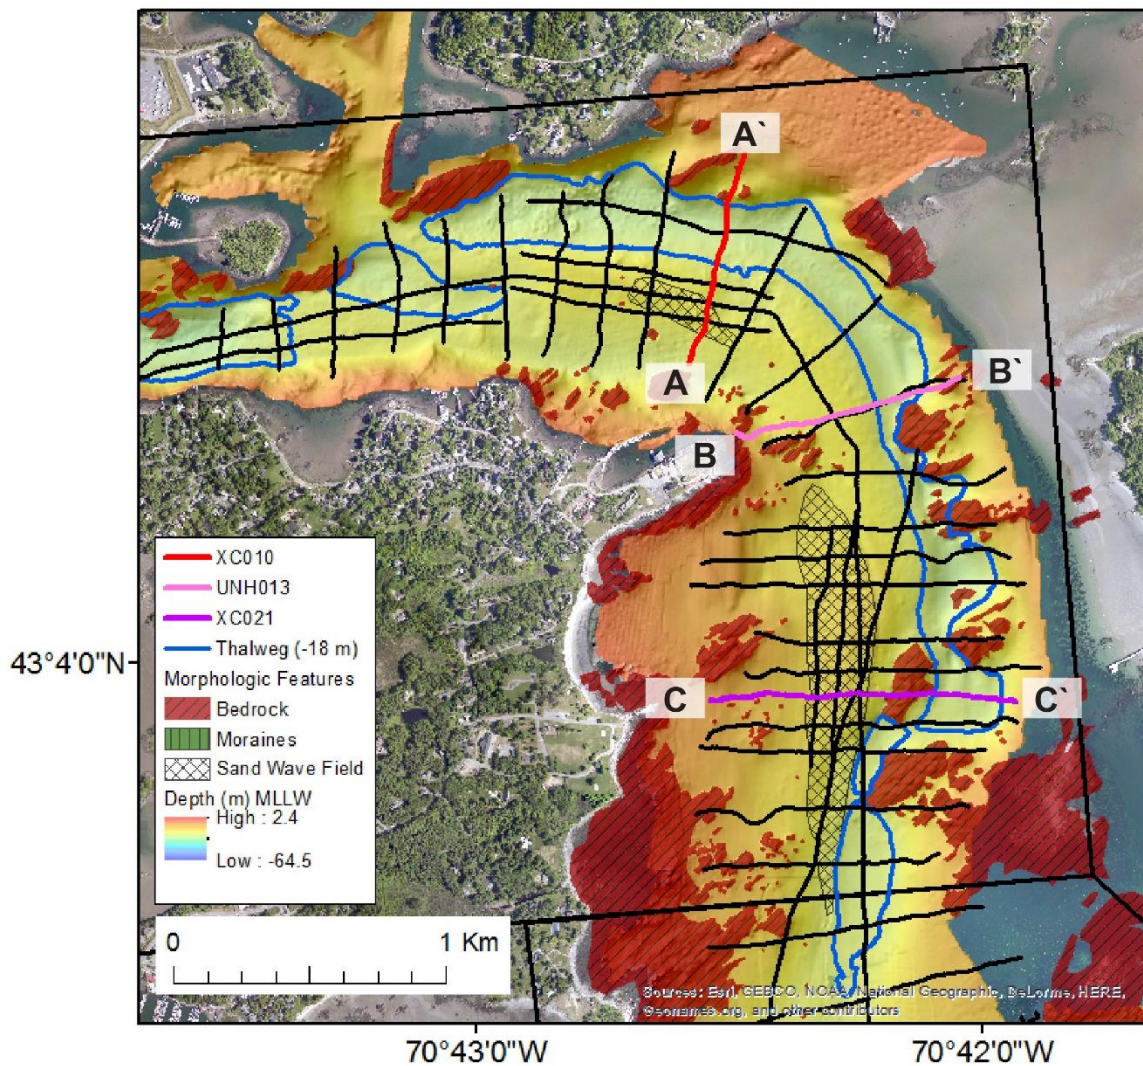 A`
A
B`
B
XC010
UNH013
XC021
Thalweg (-18 m)
Morphologic Features
Bedrock
Moraines
Sand Wave Field
Depth (m) MLLW
High : 2.4
Low : -64.5
43°4'0"N
C
C`
0
1 Km
Sources: Esri, GEBCO, NOAA, National Geographic, DeLorme, HERE,
Geonames.org, and other contributors
70°43'0"W
70°42'0"W